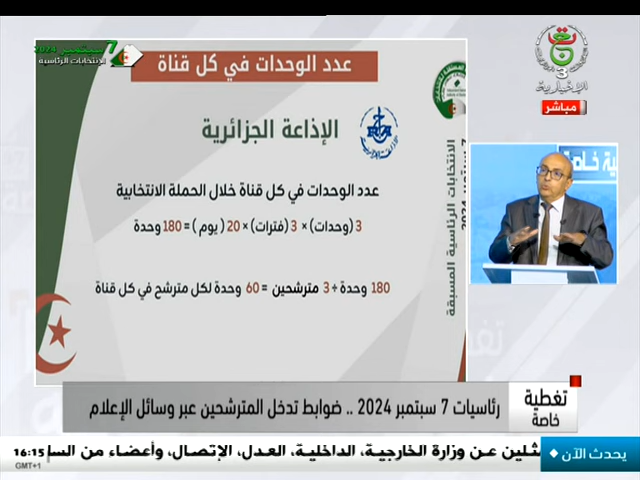 7 سبتمبر 2024
الانتخابات الرئاسية
3
الإخبارية
مباشر
عدد الوحدات في كل قناة
الإذاعة الجزائرية
عدد الوحدات في كل قناة خلال الحملة الانتخابية
3 (وحدات) × 3 (فترات) × 20 (يوم) = 180 وحدة
180 وحدة ÷ 3 مترشحين = 60 وحدة لكل مترشح في كل قناة
الانتخابات الرئاسية المسبقة
تغطية خاصة
رئاسيات 7 سبتمبر 2024 .. ضوابط تدخل المترشحين عبر وسائل الإعلام
يحدث الآن
ثلين عن وزارة الخارجية، الداخلية، العدل، الإتصال، وأعضاء من السا
16:15
GMT+1